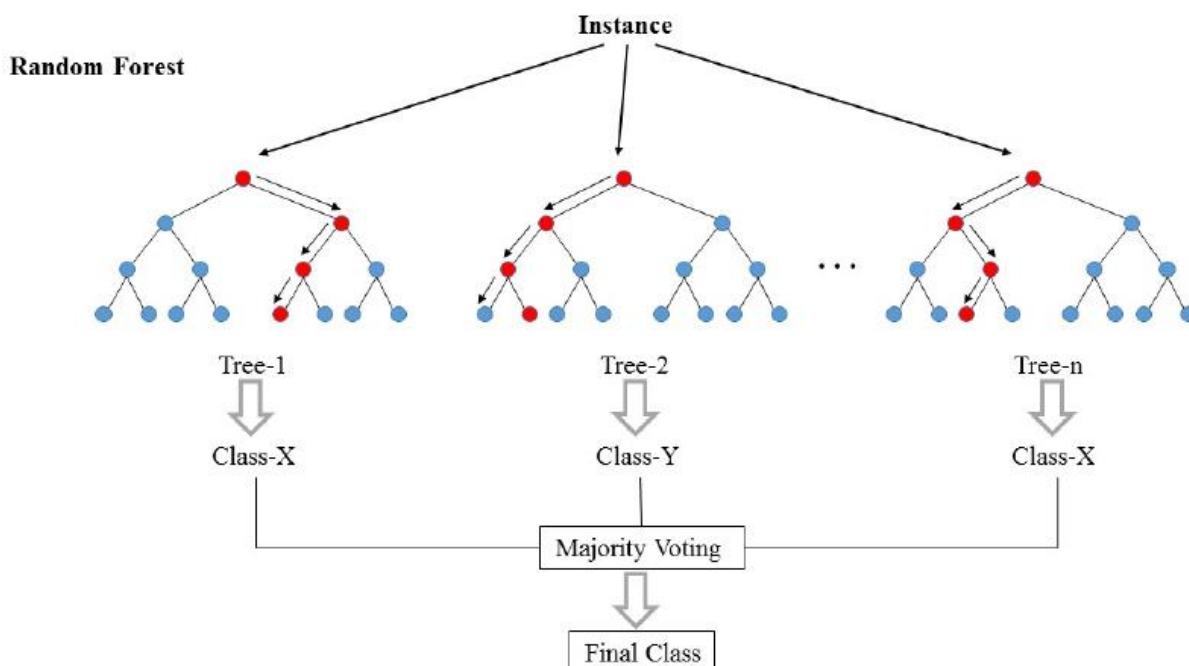 Instance
Random Forest
...
Tree-1
Tree-2
Tree-n
Class-X
Class-Y
Class-X
Majority Voting
Final Class